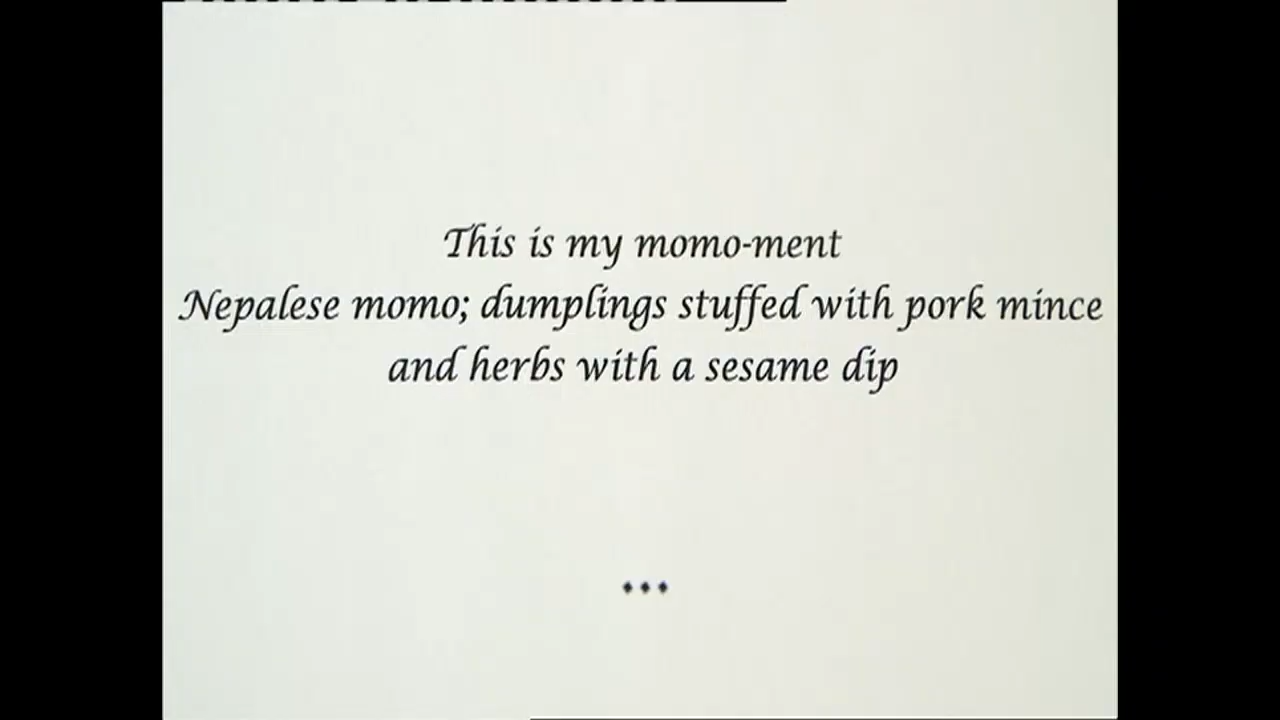 This is my momo-ment
Nepalese momo; dumplings stuffed with pork mince
and herbs with a sesame dip
...